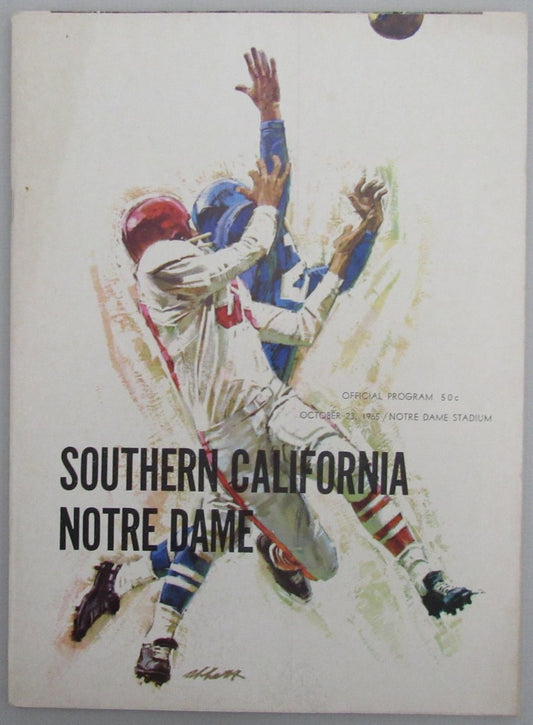 OFFICIAL PROGRAM 50c
OCTOBER 23, 1965 / NOTRE DAME STADIUM
SOUTHERN CALIFORNIA
NOTRE DAME